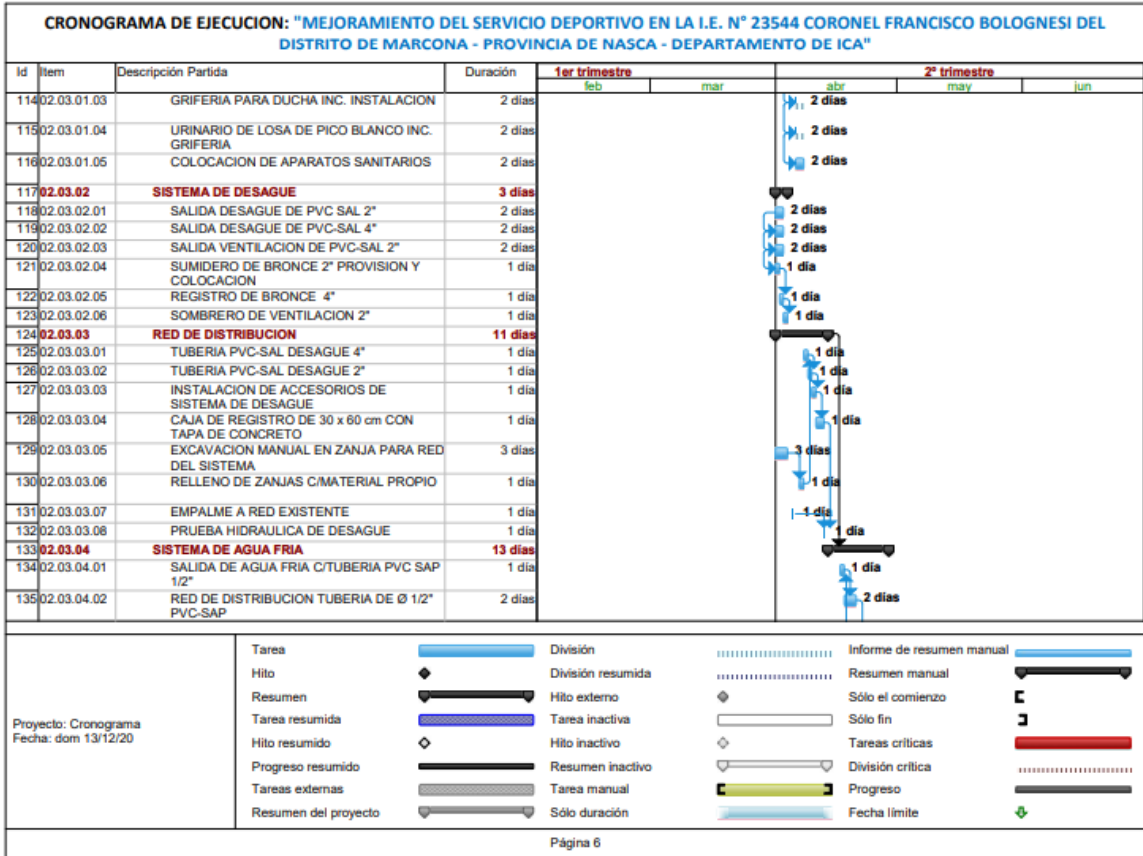 CRONOGRAMA DE EJECUCION: "MEJORAMIENTO DEL SERVICIO DEPORTIVO EN LA I.E. N° 23544 CORONEL FRANCISCO BOLOGNESI DEL
DISTRITO DE MARCONA - PROVINCIA DE NASCA - DEPARTAMENTO DE ICA"
Id Item Descripción Partida Duración 1er trimestre 2º trimestre
feb mar abr may jun
114 02.03.01.03 GRIFERIA PARA DUCHA INC. INSTALACION 2 días 2 días
115 02.03.01.04 URINARIO DE LOSA DE PICO BLANCO INC. 2 días 2 días
GRIFERIA
116 02.03.01.05 COLOCACION DE APARATOS SANITARIOS 2 días 2 días
117 02.03.02 SISTEMA DE DESAGUE 3 días
118 02.03.02.01 SALIDA DESAGUE DE PVC SAL 2" 2 días 2 días
119 02.03.02.02 SALIDA DESAGUE DE PVC-SAL 4" 2 días 2 días
120 02.03.02.03 SALIDA VENTILACION DE PVC-SAL 2" 2 días 2 días
121 02.03.02.04 SUMIDERO DE BRONCE 2" PROVISION Y 1 día 1 día
COLOCACION
122 02.03.02.05 REGISTRO DE BRONCE 4" 1 día 1 día
123 02.03.02.06 SOMBRERO DE VENTILACION 2" 1 día 1 día
124 02.03.03 RED DE DISTRIBUCION 11 días
125 02.03.03.01 TUBERIA PVC-SAL DESAGUE 4" 1 día 1 día
126 02.03.03.02 TUBERIA PVC-SAL DESAGUE 2" 1 día 1 día
127 02.03.03.03 INSTALACION DE ACCESORIOS DE 1 día 1 día
SISTEMA DE DESAGUE
128 02.03.03.04 CAJA DE REGISTRO DE 30 x 60 cm CON 1 día 1 día
TAPA DE CONCRETO
129 02.03.03.05 EXCAVACION MANUAL EN ZANJA PARA RED 3 días 3 días
DEL SISTEMA
130 02.03.03.06 RELLENO DE ZANJAS C/MATERIAL PROPIO 1 día 1 día
131 02.03.03.07 EMPALME A RED EXISTENTE 1 día 1 día
132 02.03.03.08 PRUEBA HIDRAULICA DE DESAGUE 1 día 1 día
133 02.03.04 SISTEMA DE AGUA FRIA 13 días
134 02.03.04.01 SALIDA DE AGUA FRIA C/TUBERIA PVC SAP 1 día 1 día
1/2"
135 02.03.04.02 RED DE DISTRIBUCION TUBERIA DE Ø 1/2" 2 días 2 días
PVC-SAP
Proyecto: Cronograma
Fecha: dom 13/12/20
Tarea División Informe de resumen manual
Hito División resumida Resumen manual
Resumen Hito externo Sólo el comienzo
Tarea resumida Tarea inactiva Sólo fin
Hito resumido Hito inactivo Tareas críticas
Progreso resumido Resumen inactivo División crítica
Tareas externas Tarea manual Progreso
Resumen del proyecto Sólo duración Fecha límite
Página 6